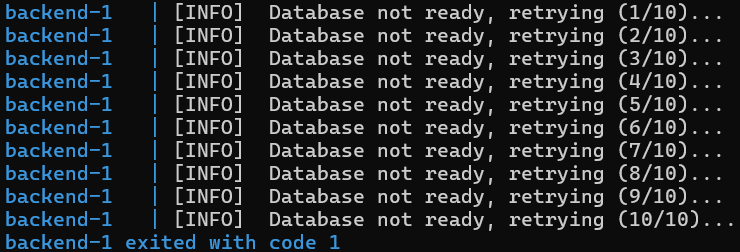 backend-1   | [INFO]  Database not ready, retrying (1/10)...
backend-1   | [INFO]  Database not ready, retrying (2/10)...
backend-1   | [INFO]  Database not ready, retrying (3/10)...
backend-1   | [INFO]  Database not ready, retrying (4/10)...
backend-1   | [INFO]  Database not ready, retrying (5/10)...
backend-1   | [INFO]  Database not ready, retrying (6/10)...
backend-1   | [INFO]  Database not ready, retrying (7/10)...
backend-1   | [INFO]  Database not ready, retrying (8/10)...
backend-1   | [INFO]  Database not ready, retrying (9/10)...
backend-1   | [INFO]  Database not ready, retrying (10/10)...
backend-1 exited with code 1